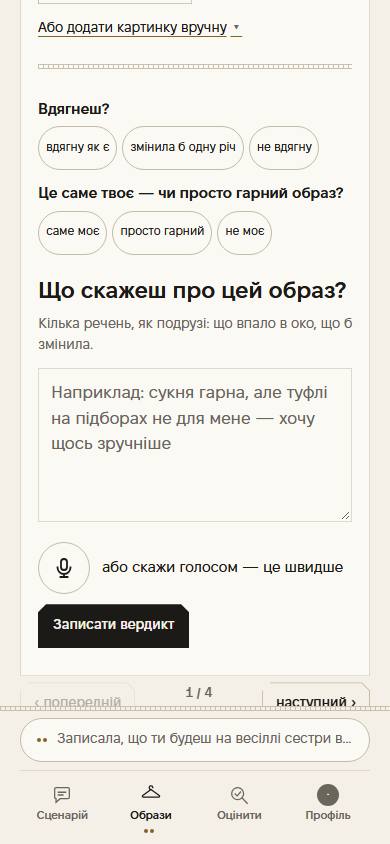 Або додати картинку вручну
Вдягнеш?
вдягну як є
змінила б одну річ
не вдягну
Це саме твоє — чи просто гарний образ?
саме моє
просто гарний
не моє
Що скажеш про цей образ?
Кілька речень, як подрузі: що впало в око, що б
змінила.
Наприклад: сукня гарна, але туфлі
на підборах не для мене — хочу
щось зручніше
або скажи голосом — це швидше
Записати вердикт
‹ попередній
1 / 4
наступний ›
Записала, що ти будеш на весіллі сестри в...
Сценарій
Образи
Оцінити
Профіль